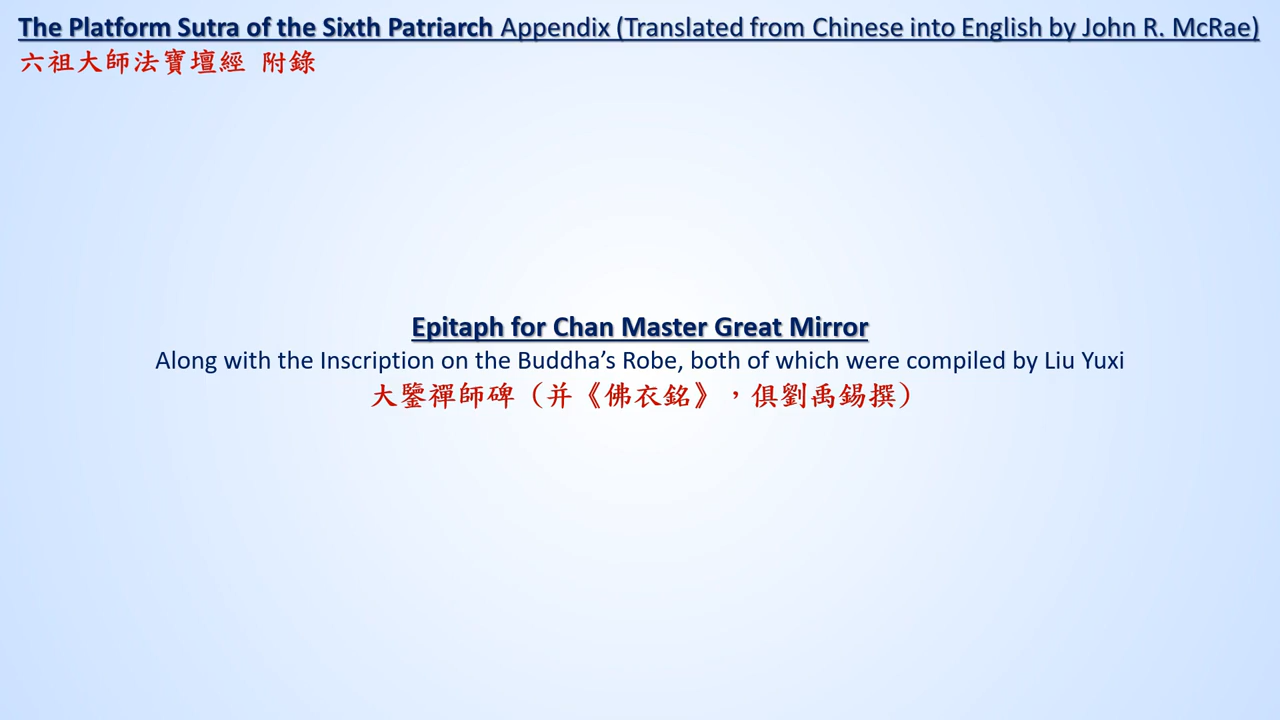 The Platform Sutra of the Sixth Patriarch Appendix (Translated from Chinese into English by John R. McRae)
六祖大師法寶壇經 附錄
Epitaph for Chan Master Great Mirror
Along with the Inscription on the Buddha’s Robe, both of which were compiled by Liu Yuxi
大鑒禪師碑（并《佛衣銘》，俱劉禹錫撰）